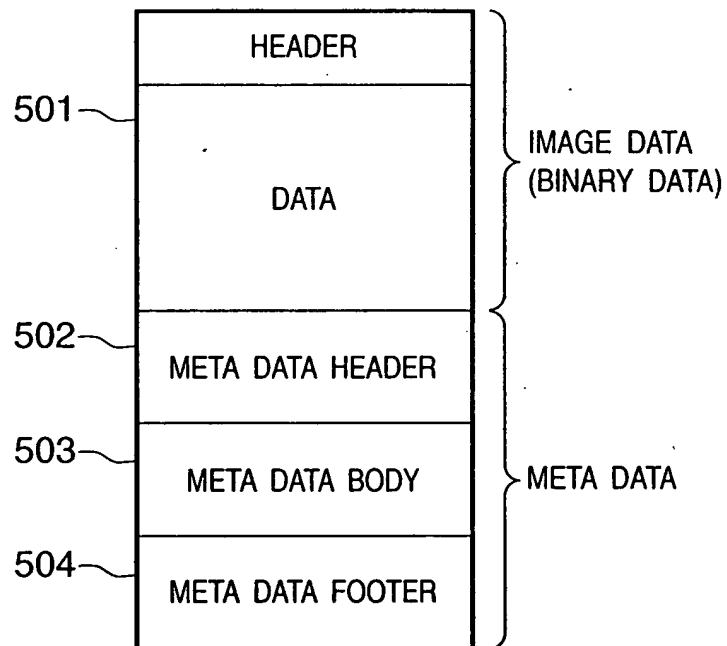 HEADER
501
DATA
IMAGE DATA
(BINARY DATA)
502
META DATA HEADER
503
META DATA BODY
META DATA
504
META DATA FOOTER